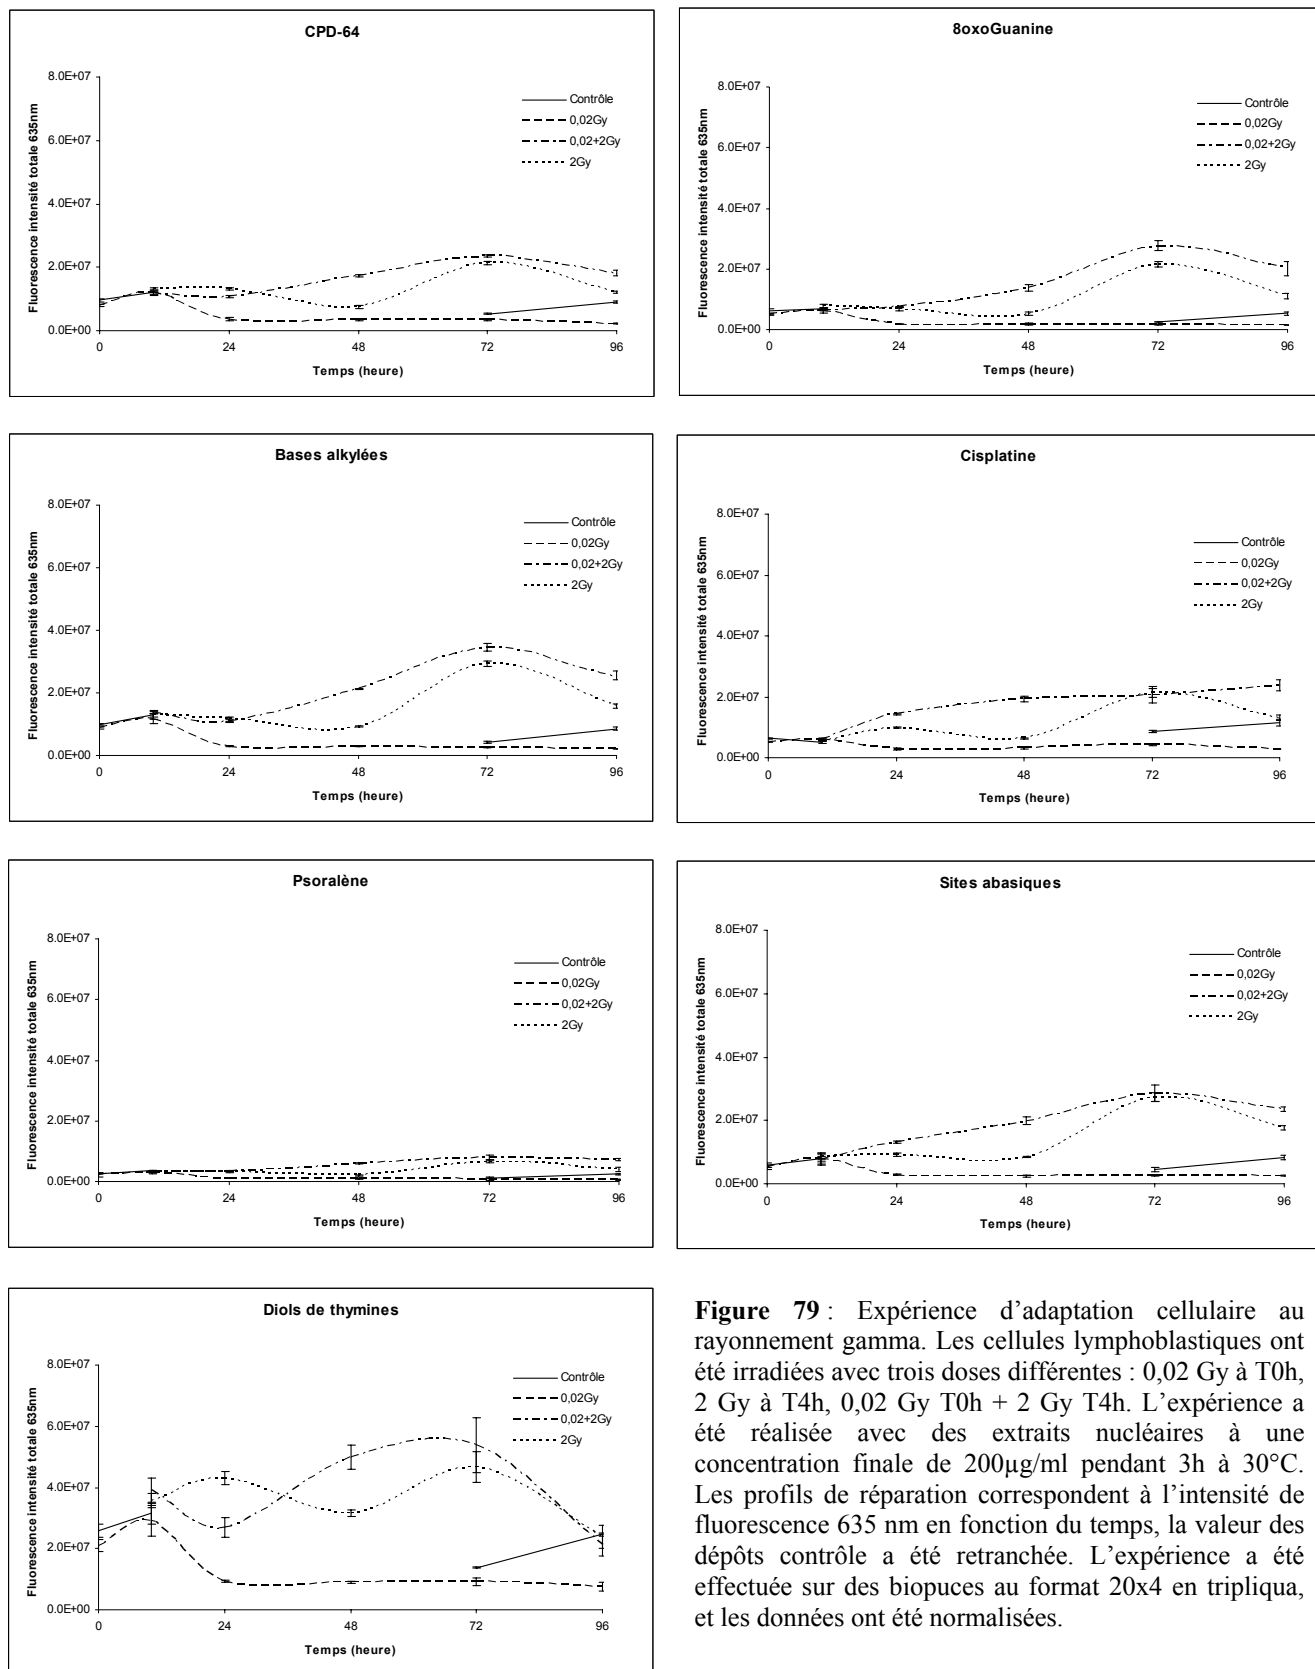 CPD-64
Fluorescence intensité totale 635nm
8.0E+07
6.0E+07
4.0E+07
2.0E+07
0.0E+00
0 24 48 72 96
Temps (heure)
Contrôle
0,02Gy
0,02+2Gy
2Gy
8oxoGuanine
Fluorescence intensité totale 635nm
8.0E+07
6.0E+07
4.0E+07
2.0E+07
0.0E+00
0 24 48 72 96
Temps (heure)
Contrôle
0,02Gy
0,02+2Gy
2Gy
Bases alkylées
Fluorescence intensité totale 635nm
8.0E+07
6.0E+07
4.0E+07
2.0E+07
0.0E+00
0 24 48 72 96
Temps (heure)
Contrôle
0,02Gy
0,02+2Gy
2Gy
Cisplatine
Fluorescence intensité totale 635nm
8.0E+07
6.0E+07
4.0E+07
2.0E+07
0.0E+00
0 24 48 72 96
Temps (heure)
Contrôle
0,02Gy
0,02+2Gy
2Gy
Psoralène
Fluorescence intensité totale 635nm
8.0E+07
6.0E+07
4.0E+07
2.0E+07
0.0E+00
0 24 48 72 96
Temps (heure)
Contrôle
0,02Gy
0,02+2Gy
2Gy
Sites abasiques
Fluorescence intensité totale 635nm
8.0E+07
6.0E+07
4.0E+07
2.0E+07
0.0E+00
0 24 48 72 96
Temps (heure)
Contrôle
0,02Gy
0,02+2Gy
2Gy
Diols de thymines
Fluorescence intensité totale 635nm
8.0E+07
6.0E+07
4.0E+07
2.0E+07
0.0E+00
0 24 48 72 96
Temps (heure)
Contrôle
0,02Gy
0,02+2Gy
2Gy
Figure 79 : Expérience d'adaptation cellulaire au
rayonnement gamma. Les cellules lymphoblastiques ont
été irradiées avec trois doses différentes : 0,02 Gy à T0h,
2 Gy à T4h, 0,02 Gy T0h + 2 Gy T4h. L'expérience a
été réalisée avec des extraits nucléaires à une
concentration finale de 200µg/ml pendant 3h à 30°C.
Les profils de réparation correspondent à l'intensité de
fluorescence 635 nm en fonction du temps, la valeur des
dépôts contrôle a été retranchée. L'expérience a été
effectuée sur des biopuces au format 20x4 en tripliqua,
et les données ont été normalisées.